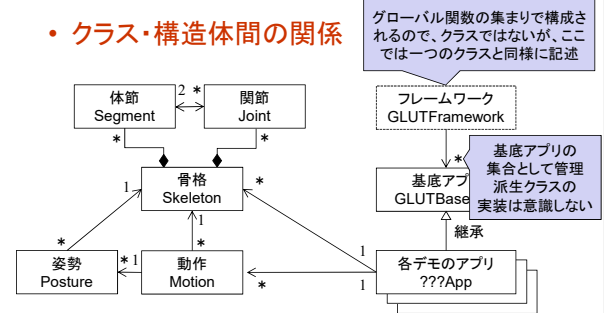 • クラス・構造体間の関係
グローバル関数の集まりで構成さ
れるので、クラスではないが、ここ
では一つのクラスと同様に記述
体節
Segment
2 *
関節
Joint
フレームワーク
GLUTFramework
* *
*
基底アプリの
集合として管理
派生クラスの
実装は意識しない
骨格
Skeleton
1
*
1
基底アプ
GLUTBase
継承
*
*
1
姿勢
Posture
* 1
動作
Motion
*
1
各デモのアプリ
???App